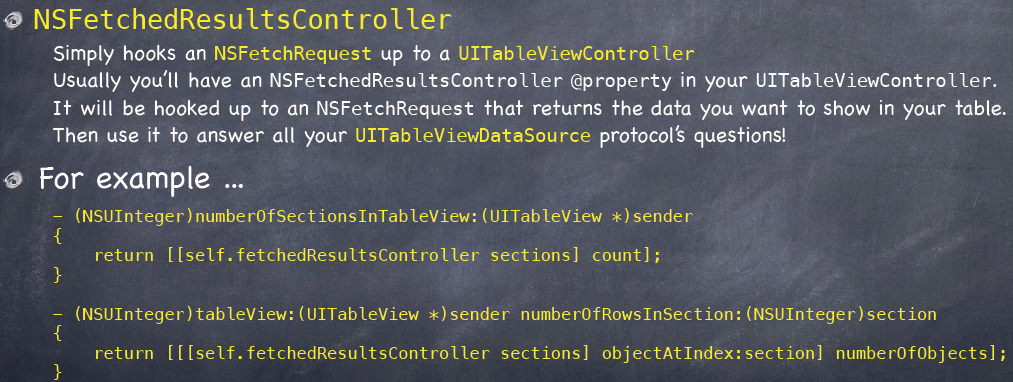 NSFetchedResultsController
Simply hooks an NSFetchRequest up to a UITableViewController
Usually you’ll have an NSFetchedResultsController @property in your UITableViewController.
It will be hooked up to an NSFetchRequest that returns the data you want to show in your table.
Then use it to answer all your UITableViewDataSource protocol’s questions!
For example ...
– (NSUInteger)numberOfSectionsInTableView:(UITableView *)sender
{
    return [[self.fetchedResultsController sections] count];
}
– (NSUInteger)tableView:(UITableView *)sender numberOfRowsInSection:(NSUInteger)section
{
    return [[[self.fetchedResultsController sections] objectAtIndex:section] numberOfObjects];
}